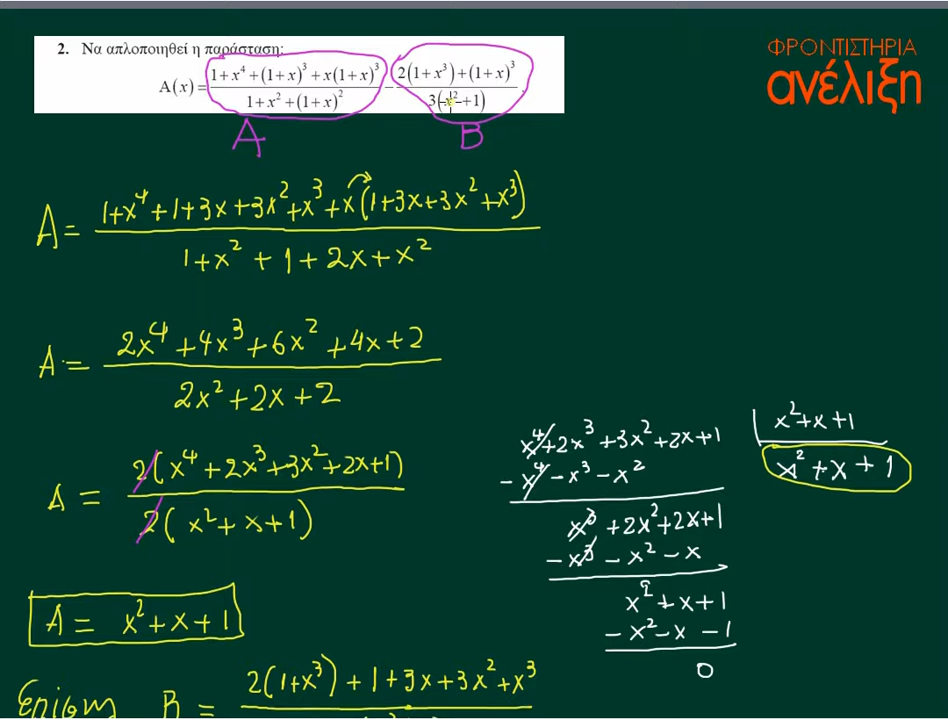 ΦΡΟΝΤΙΣΤΗΡΙΑ
ανέλιξη
2. Να απλοποιηθεί η παράσταση:
A(x) = (1+x⁴+(1+x)³+x(1+x)³)/(1+x²+(1+x)²) − (2(1+x³)+(1+x)³)/(3(x²+1))
A B
A = (1+x⁴+1+3x+3x²+x³+x(1+3x+3x²+x³))/(1+x²+1+2x+x²)
A = (2x⁴+4x³+6x²+4x+2)/(2x²+2x+2)
A = (2(x⁴+2x³+3x²+2x+1))/(2(x²+x+1))
A = x²+x+1
x⁴+2x³+3x²+2x+1 | x²+x+1
−x⁴−x³−x² | x²+x+1
x³+2x²+2x+1
−x³−x²−x
x²+x+1
−x²−x−1
0
B = 2(1+x³)+1+3x+3x²+x³